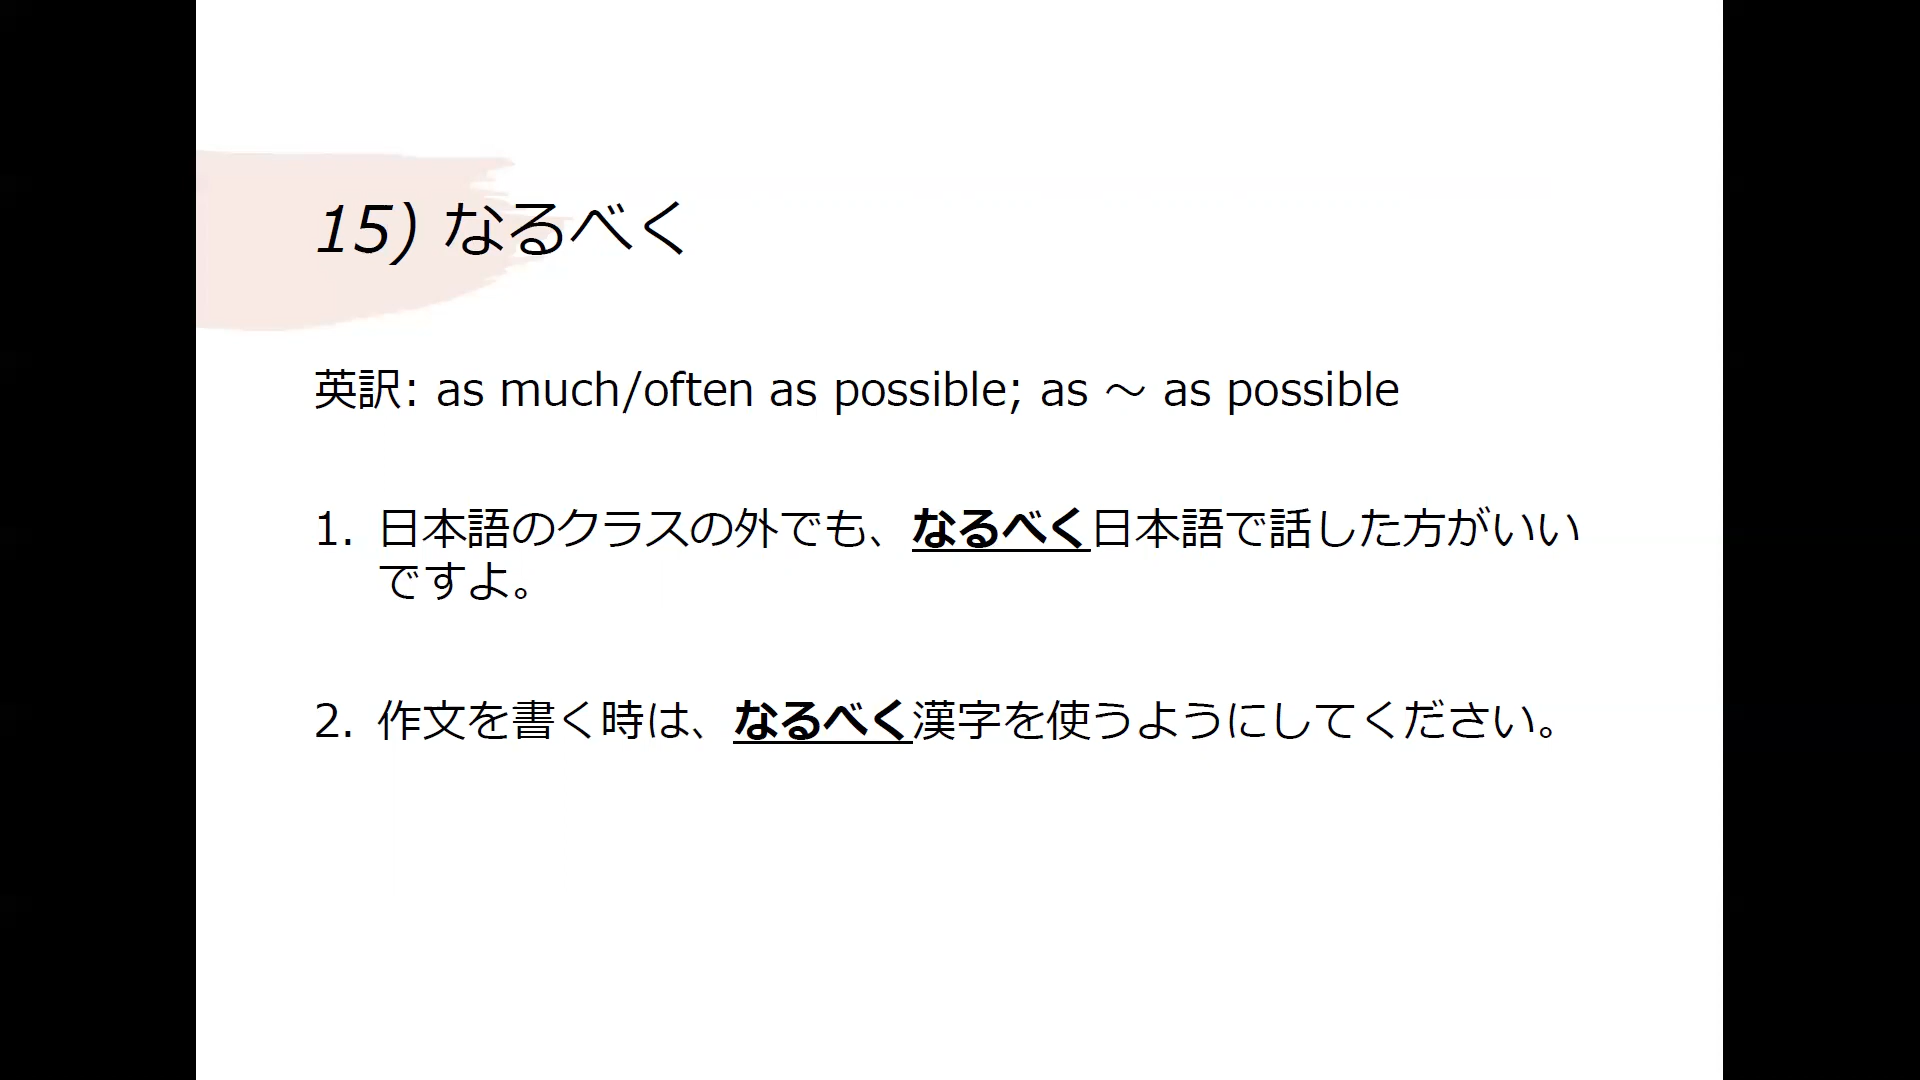 15) なるべく
英訳: as much/often as possible; as ～ as possible
1. 日本語のクラスの外でも、なるべく日本語で話した方がいい
ですよ。
2. 作文を書く時は、なるべく漢字を使うようにしてください。